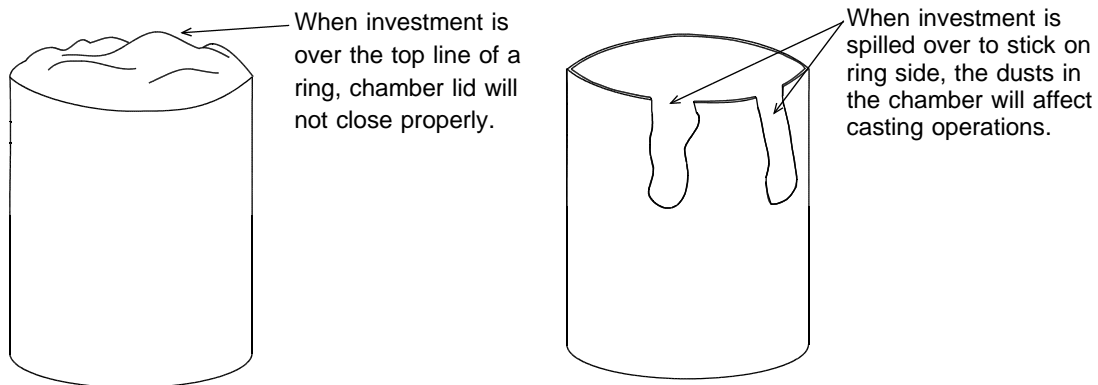 When investment is
over the top line of a
ring, chamber lid will
not close properly.
When investment is
spilled over to stick on
ring side, the dusts in
the chamber will affect
casting operations.